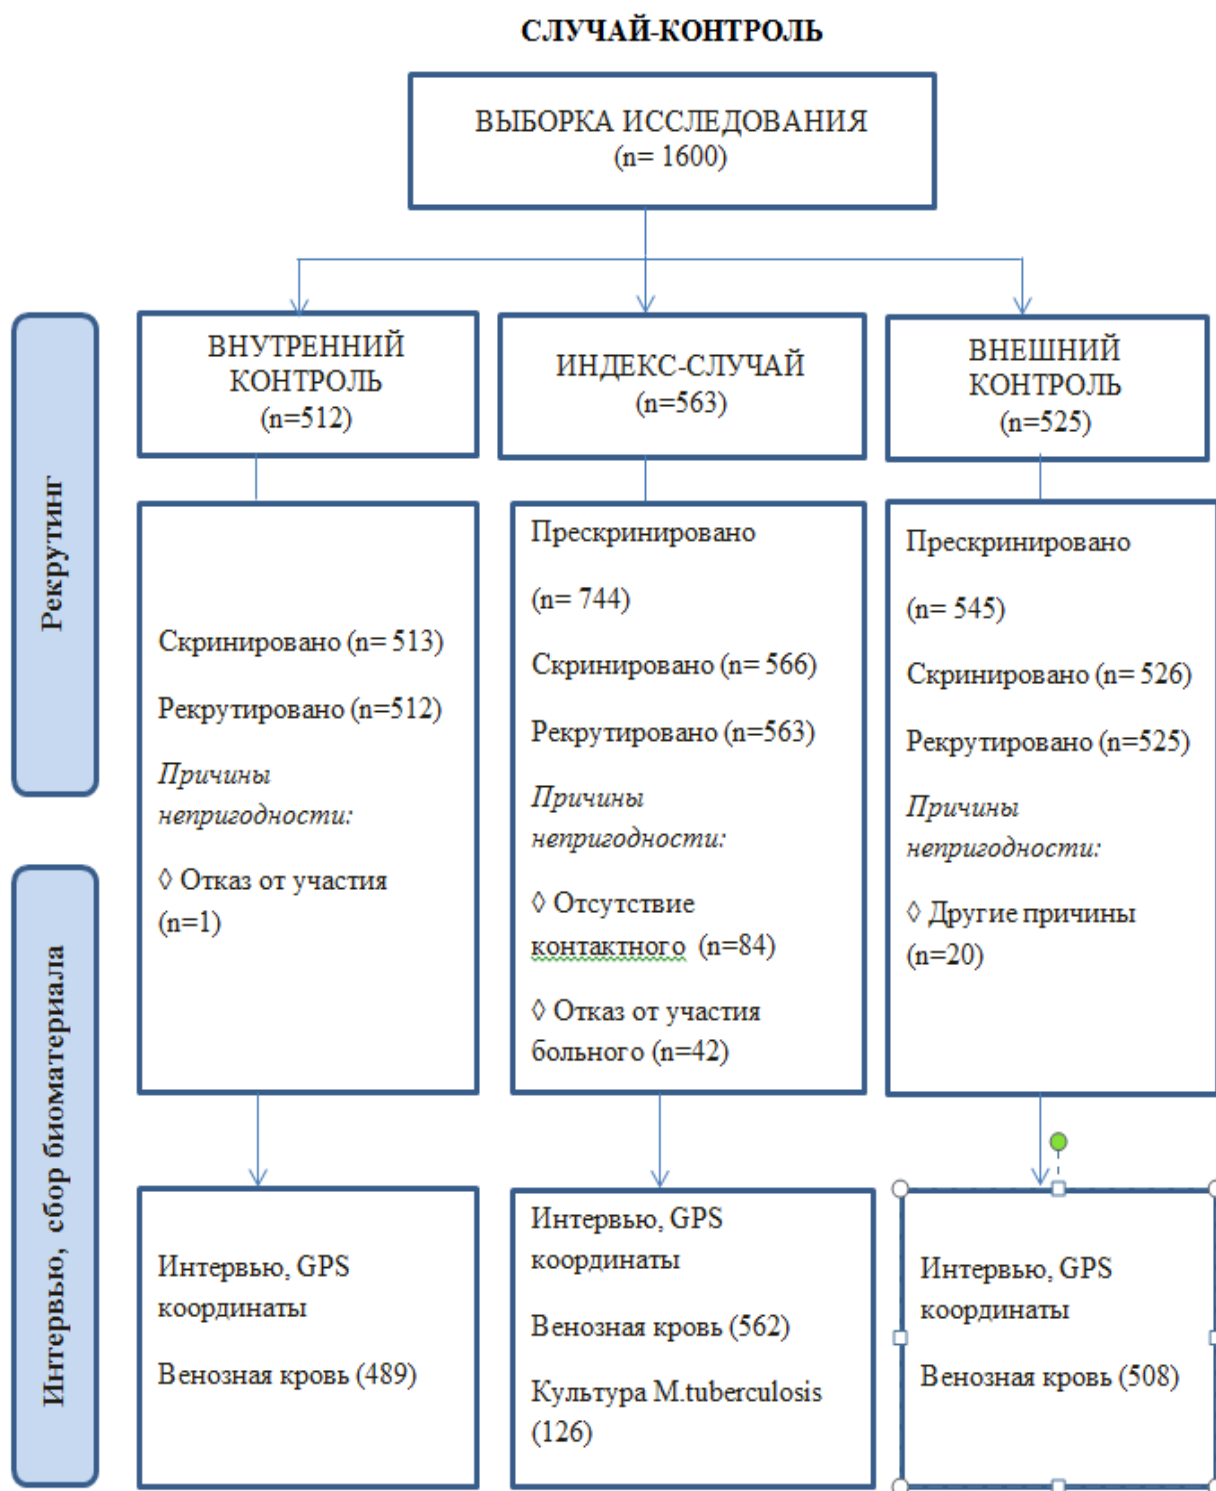 СЛУЧАЙ-КОНТРОЛЬ
ВЫБОРКА ИССЛЕДОВАНИЯ
(n= 1600)
Рекрутинг
ВНУТРЕННИЙ
КОНТРОЛЬ
(n=512)
ИНДЕКС-СЛУЧАЙ
(n=563)
ВНЕШНИЙ
КОНТРОЛЬ
(n=525)
Скринировано (n= 513)
Рекрутировано (n=512)
Причины
непригодности:
◊ Отказ от участия
(n=1)
Прескринировано
(n= 744)
Скринировано (n= 566)
Рекрутировано (n=563)
Причины
непригодности:
◊ Отсутствие
контактного (n=84)
◊ Отказ от участия
больного (n=42)
Прескринировано
(n= 545)
Скринировано (n= 526)
Рекрутировано (n=525)
Причины
непригодности:
◊ Другие причины
(n=20)
Интервью, сбор биоматериала
Интервью, GPS
координаты
Венозная кровь (489)
Интервью, GPS
координаты
Венозная кровь (562)
Культура M.tuberculosis
(126)
Интервью, GPS
координаты
Венозная кровь (508)